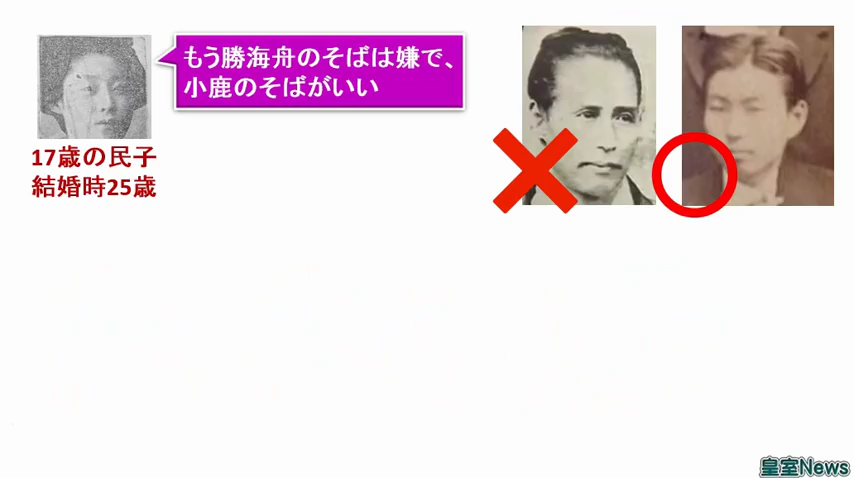 もう勝海舟のそばは嫌で、
小鹿のそばがいい
17歳の民子
結婚時25歳
皇室News